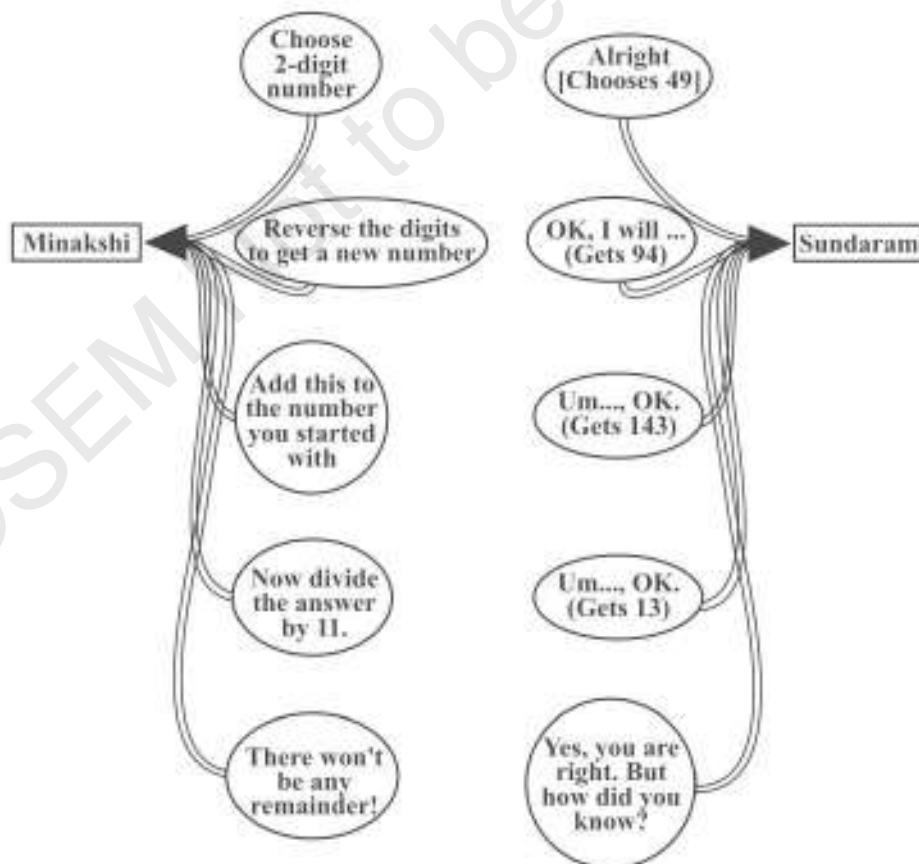 Choose
2-digit
number
Alright
[Chooses 49]
Minakshi
Reverse the digits
to get a new number
OK, I will ...
(Gets 94)
Sundaram
Add this to
the number
you started
with
Um..., OK.
(Gets 143)
Now divide
the answer
by 11.
Um..., OK.
(Gets 13)
There won't
be any
remainder!
Yes, you are
right. But
how did you
know?
to be